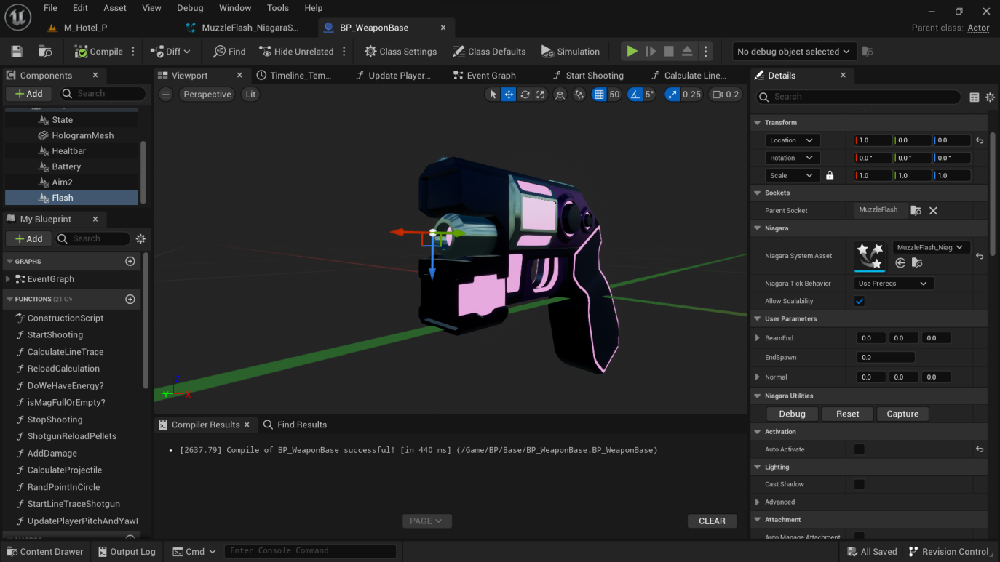 File Edit Asset View Debug Window Tools Help
M_Hotel_P MuzzleFlash_NiagaraS... BP_WeaponBase
Parent class: Actor
Compile Diff Find Hide Unrelated Class Settings Class Defaults Simulation No debug object selected
Components Viewport Timeline_Tem... Update Player... Event Graph Start Shooting Calculate Line... Details
Add Search Perspective Lit 50 5° 0.25 0.2 Search
State
HologramMesh
Healtbar
Battery
Aim2
Flash
My Blueprint
Add Search
GRAPHS
EventGraph
FUNCTIONS (21 OV
ConstructionScript
StartShooting
CalculateLineTrace
ReloadCalculation
DoWeHaveEnergy?
isMagFullOrEmpty?
StopShooting
ShotgunReloadPellets
AddDamage
CalculateProjectile
RandPointInCircle
StartLineTraceShotgun
UpdatePlayerPitchAndYawI
Z
Y X
Compiler Results Find Results
• [2637.79] Compile of BP_WeaponBase successful! [in 440 ms] (/Game/BP/Base/BP_WeaponBase.BP_WeaponBase)
PAGE CLEAR
Transform
Location 1.0 0.0 0.0
Rotation 0.0 ° 0.0 ° 0.0 °
Scale 1.0 1.0 1.0
Sockets
Parent Socket MuzzleFlash
Niagara
Niagara System Asset MuzzleFlash_Niag
Niagara Tick Behavior Use Prereqs
Allow Scalability
User Parameters
BeamEnd 0.0 0.0 0.0
EndSpawn 0.0
Normal 0.0 0.0 0.0
Niagara Utilities
Debug Reset Capture
Activation
Auto Activate
Lighting
Cast Shadow
Advanced
Attachment
Auto Manage Attachment
Content Drawer Output Log Cmd Enter Console Command All Saved Revision Control